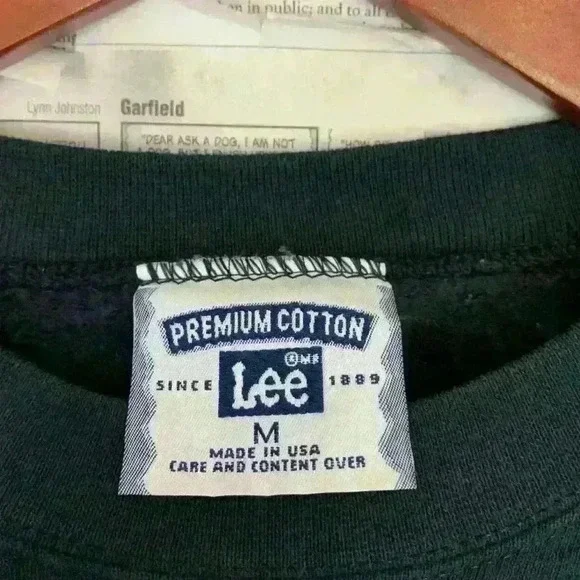 in public; and to all
Lynn Johnston Garfield
"DEAR ASK A DOG, I AM NOT
PREMIUM COTTON
® MR
SINCE Lee 1889
M
MADE IN USA
CARE AND CONTENT OVER